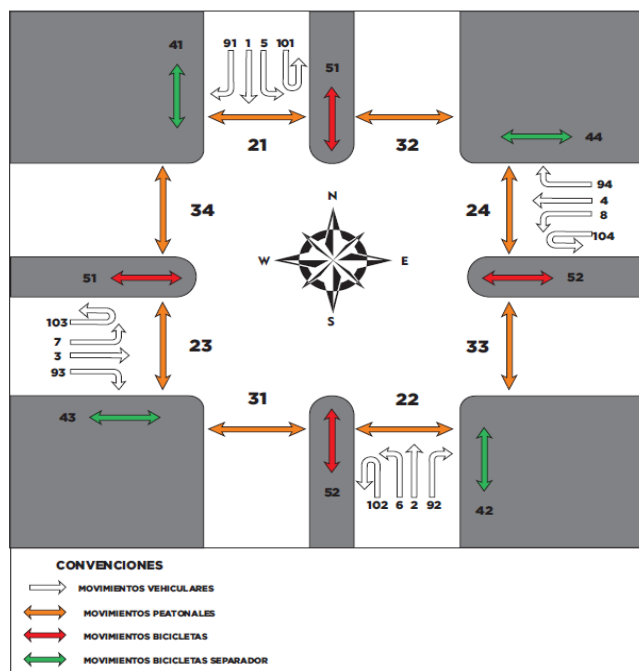 41
91 1 5 101
51
21
32
44
34
24
94
4
8
104
N
W E
S
51
52
103
7
3
93
23
33
31
22
43
52
102 6 2 92
42
CONVENCIONES
MOVIMIENTOS VEHICULARES
MOVIMIENTOS PEATONALES
MOVIMIENTOS BICICLETAS
MOVIMIENTOS BICICLETAS SEPARADOR